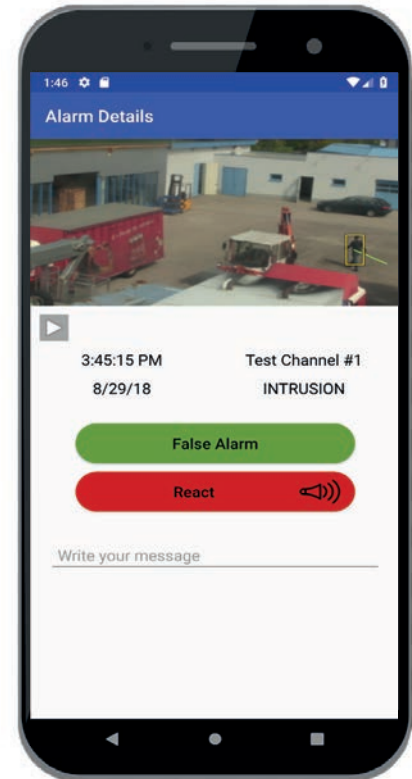 1:46
Alarm Details
3:45:15 PM Test Channel #1
8/29/18 INTRUSION
False Alarm
React
Write your message